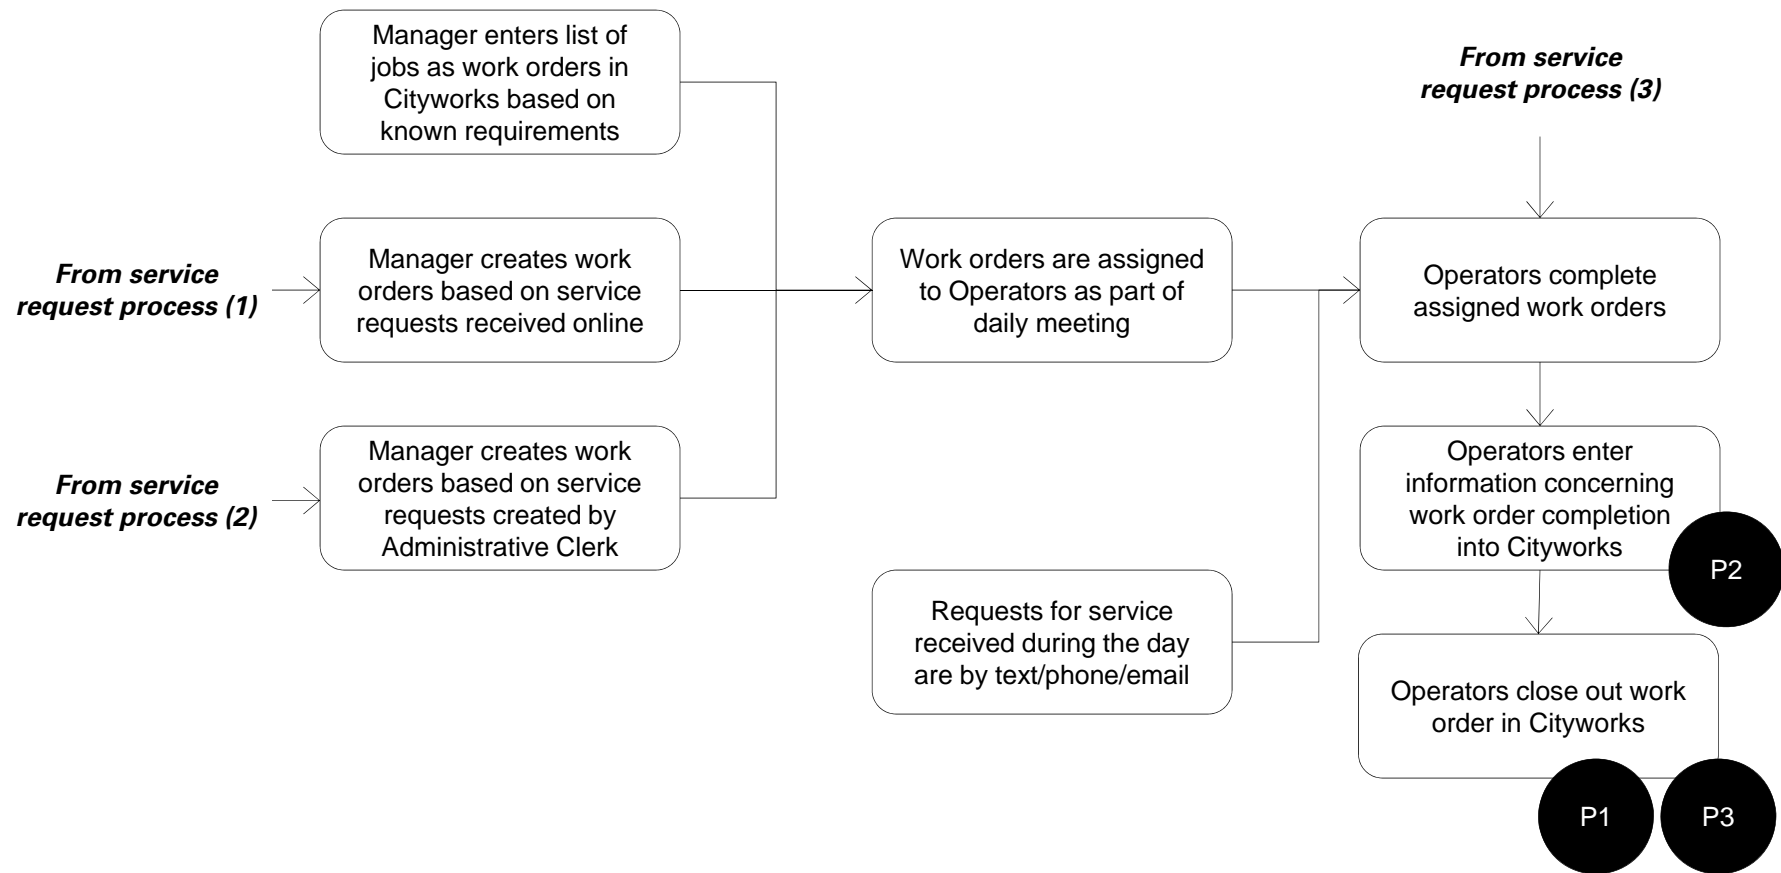 Manager enters list of
jobs as work orders in
Cityworks based on
known requirements
From service
request process (3)
From service
request process (1)
Manager creates work
orders based on service
requests received online
Work orders are assigned
to Operators as part of
daily meeting
Operators complete
assigned work orders
From service
request process (2)
Manager creates work
orders based on service
requests created by
Administrative Clerk
Operators enter
information concerning
work order completion
into Cityworks
P2
Requests for service
received during the day
are by text/phone/email
Operators close out work
order in Cityworks
P1
P3